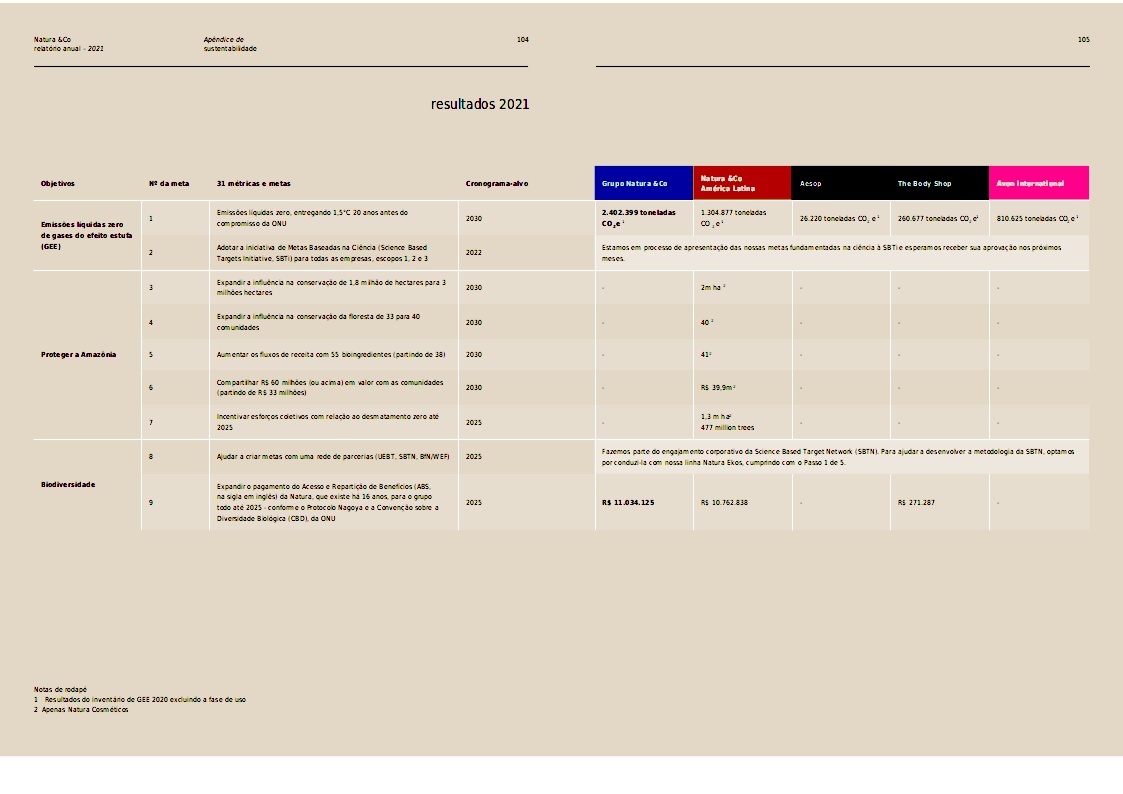 Natura &Co
relatório anual – 2021
Apêndice de
sustentabilidade
104
105
resultados 2021
Objetivos
Nº da meta
31 métricas e metas
Cronograma-alvo
Grupo Natura &Co
Natura &Co
América Latina
Aesop
The Body Shop
Avon International
Emissões líquidas zero
de gases do efeito estufa
(GEE)
1
Emissões líquidas zero, entregando 1,5°C 20 anos antes do
compromisso da ONU
2030
2.402.399 toneladas
CO₂e ¹
1.304.877 toneladas
CO₂ e ¹
26.220 toneladas CO₂ e ¹
260.677 toneladas CO₂ e¹
810.625 toneladas CO₂ e ¹
2
Adotar a iniciativa de Metas Baseadas na Ciência (Science Based
Targets Initiative, SBTi) para todas as empresas, escopos 1, 2 e 3
2022
Estamos em processo de apresentação das nossas metas fundamentadas na ciência à SBTi e esperamos receber sua aprovação nos próximos
meses.
Proteger a Amazônia
3
Expandir a influência na conservação de 1,8 milhão de hectares para 3
milhões hectares
2030
-
2m ha ²
-
-
-
4
Expandir a influência na conservação da floresta de 33 para 40
comunidades
2030
-
40 ²
-
-
-
5
Aumentar os fluxos de receita com 55 bioingredientes (partindo de 38)
2030
-
41²
-
-
-
6
Compartilhar R$ 60 milhões (ou acima) em valor com as comunidades
(partindo de R$ 33 milhões)
2030
-
R$ 39,9m²
-
-
-
7
Incentivar esforços coletivos com relação ao desmatamento zero até
2025
2025
-
1,3 m ha²
477 million trees
-
-
-
Biodiversidade
8
Ajudar a criar metas com uma rede de parcerias (UEBT, SBTN, BfN/WEF)
2025
Fazemos parte do engajamento corporativo da Science Based Target Network (SBTN). Para ajudar a desenvolver a metodologia da SBTN, optamos
por conduzi-la com nossa linha Natura Ekos, cumprindo com o Passo 1 de 5.
9
Expandir o pagamento do Acesso e Repartição de Benefícios (ABS,
na sigla em inglês) da Natura, que existe há 16 anos, para o grupo
todo até 2025 - conforme o Protocolo Nagoya e a Convenção sobre a
Diversidade Biológica (CBD), da ONU
2025
R$ 11.034.125
R$ 10.762.838
-
R$ 271.287
-
Notas de rodapé
1 Resultados do inventário de GEE 2020 excluindo a fase de uso
2 Apenas Natura Cosméticos